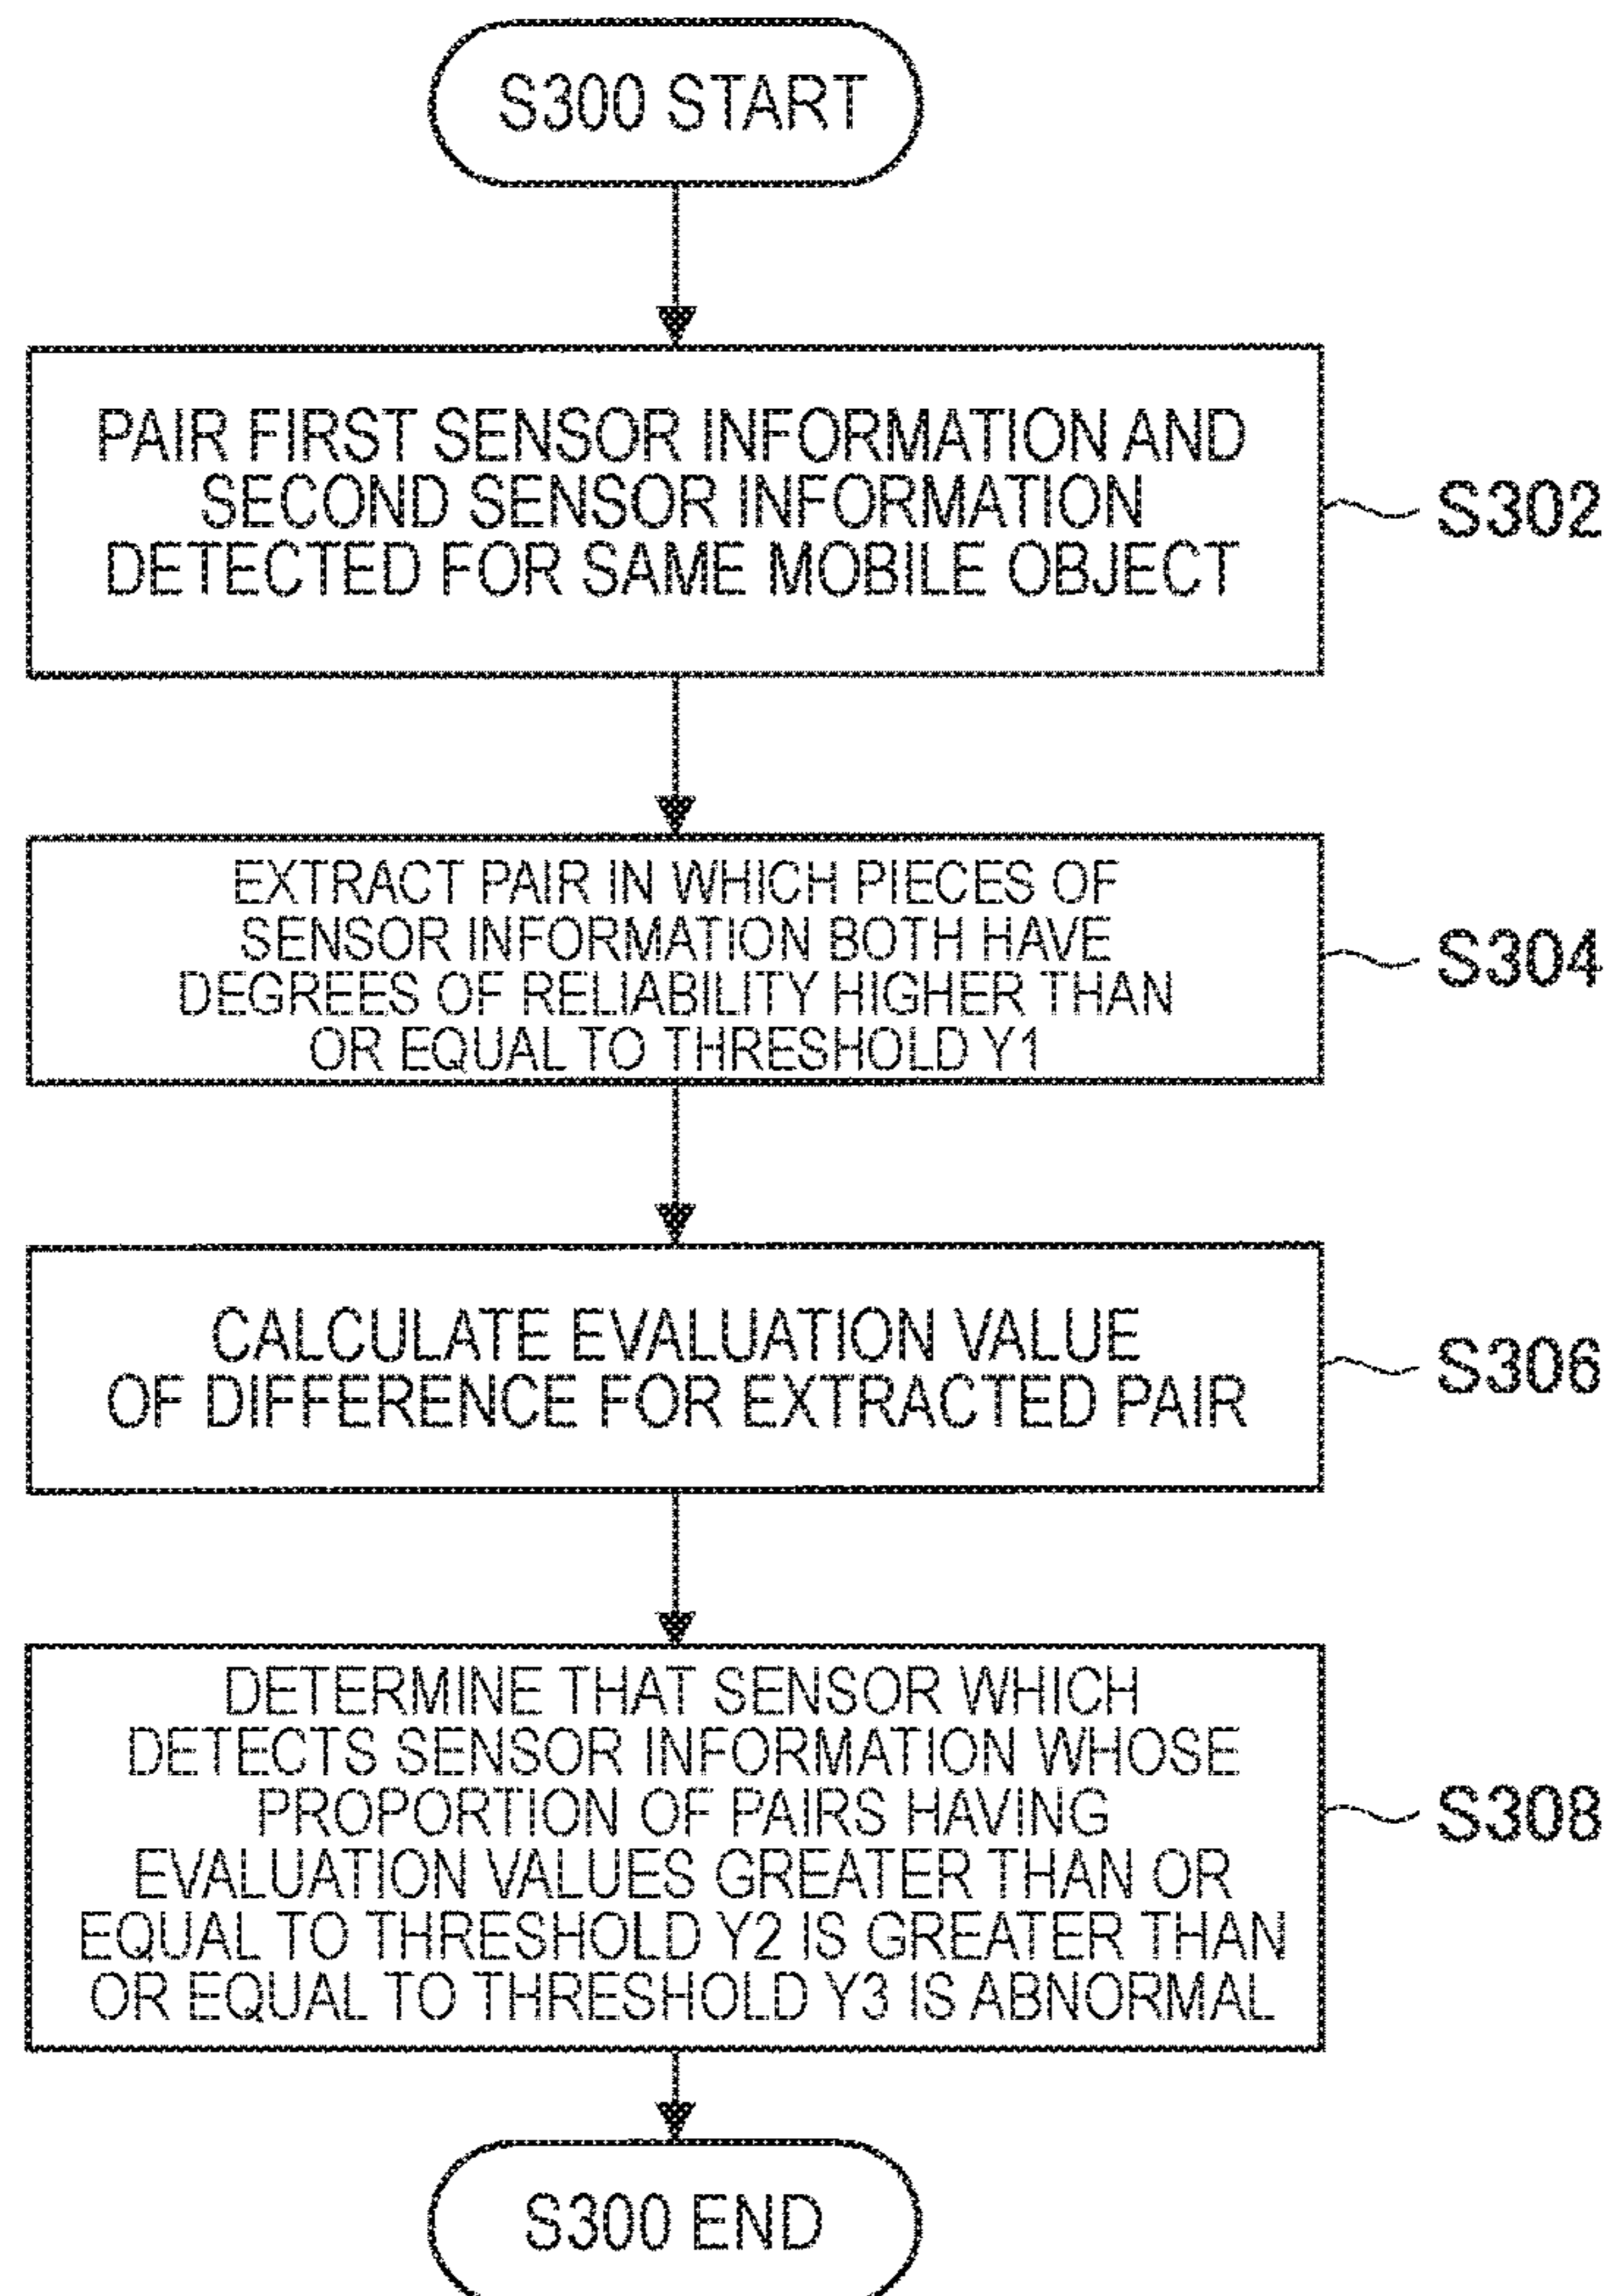 S300 START
PAIR FIRST SENSOR INFORMATION AND
SECOND SENSOR INFORMATION
DETECTED FOR SAME MOBILE OBJECT
S302
EXTRACT PAIR IN WHICH PIECES OF
SENSOR INFORMATION BOTH HAVE
DEGREES OF RELIABILITY HIGHER THAN
OR EQUAL TO THRESHOLD Y1
S304
CALCULATE EVALUATION VALUE
OF DIFFERENCE FOR EXTRACTED PAIR
S306
DETERMINE THAT SENSOR WHICH
DETECTS SENSOR INFORMATION WHOSE
PROPORTION OF PAIRS HAVING
EVALUATION VALUES GREATER THAN OR
EQUAL TO THRESHOLD Y2 IS GREATER THAN
OR EQUAL TO THRESHOLD Y3 IS ABNORMAL
S308
S300 END